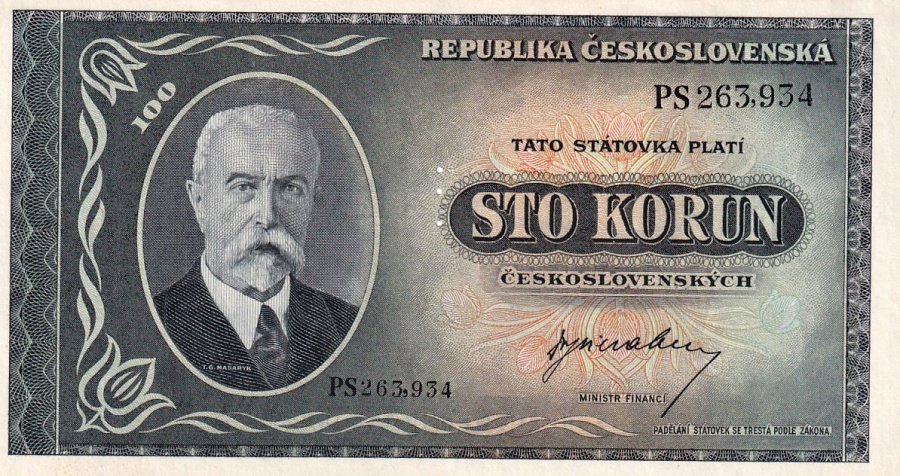 REPUBLIKA ČESKOSLOVENSKÁ
100
PS 263,934
TATO STÁTOVKA PLATÍ
STO KORUN
ČESKOSLOVENSKÝCH
T. G. MASARYK
PS 263,934
MINISTR FINANCÍ
100
PADĚLÁNÍ STÁTOVEK SE TRESTÁ PODLE ZÁKONA.